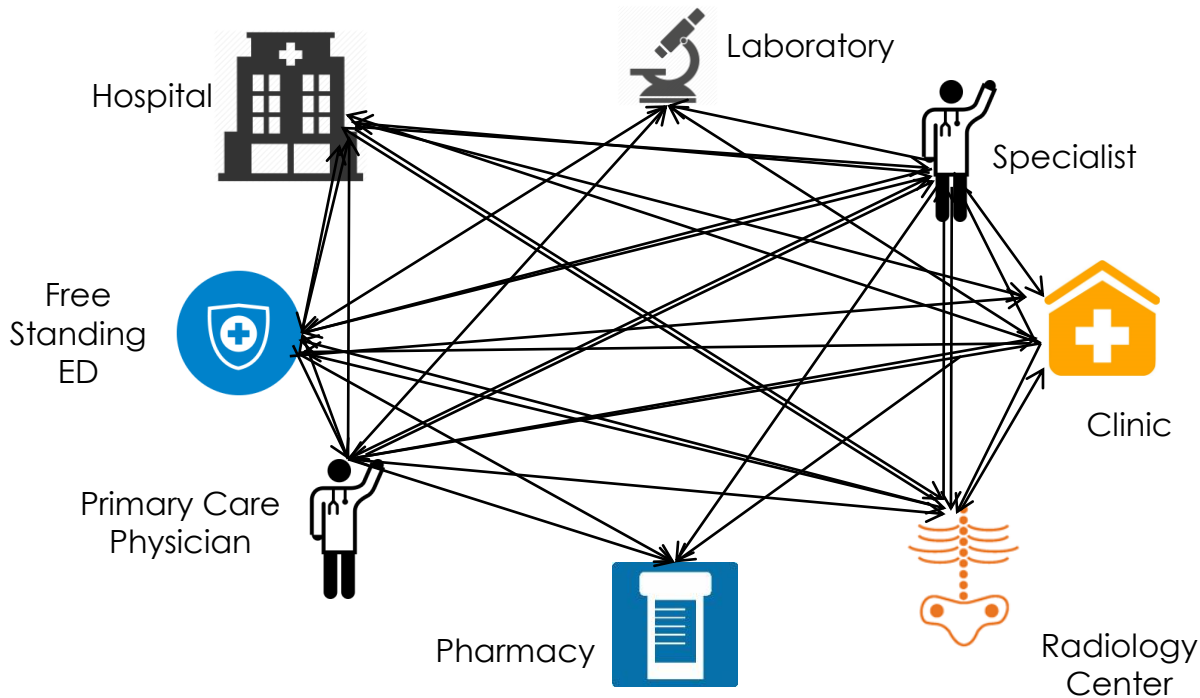 Laboratory
Hospital
Specialist
Free
Standing
ED
Clinic
Primary Care
Physician
Pharmacy
Radiology
Center